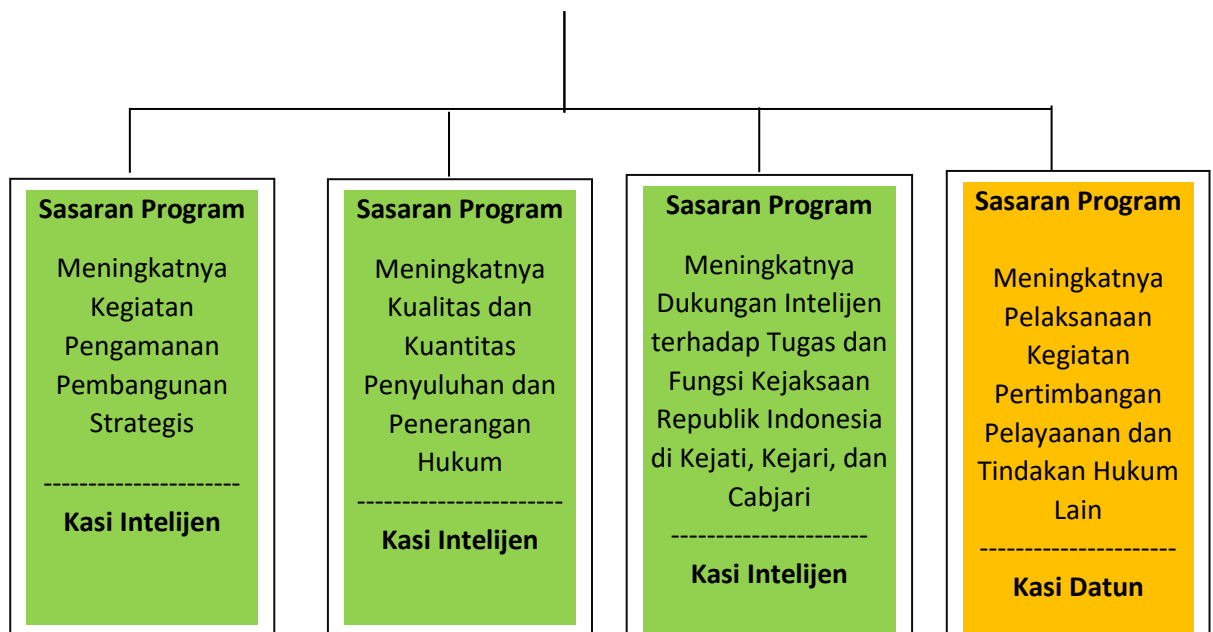 Sasaran Program
Meningkatnya
Kegiatan
Pengamanan
Pembangunan
Strategis
----------------------
Kasi Intelijen
Sasaran Program
Meningkatnya
Kualitas dan
Kuantitas
Penyuluhan dan
Penerangan
Hukum
-----------------------
Kasi Intelijen
Sasaran Program
Meningkatnya
Dukungan Intelijen
terhadap Tugas dan
Fungsi Kejaksaan
Republik Indonesia
di Kejati, Kejari, dan
Cabjari
----------------------
Kasi Intelijen
Sasaran Program
Meningkatnya
Pelaksanaan
Kegiatan
Pertimbangan
Pelayaanan dan
Tindakan Hukum
Lain
----------------------
Kasi Datun